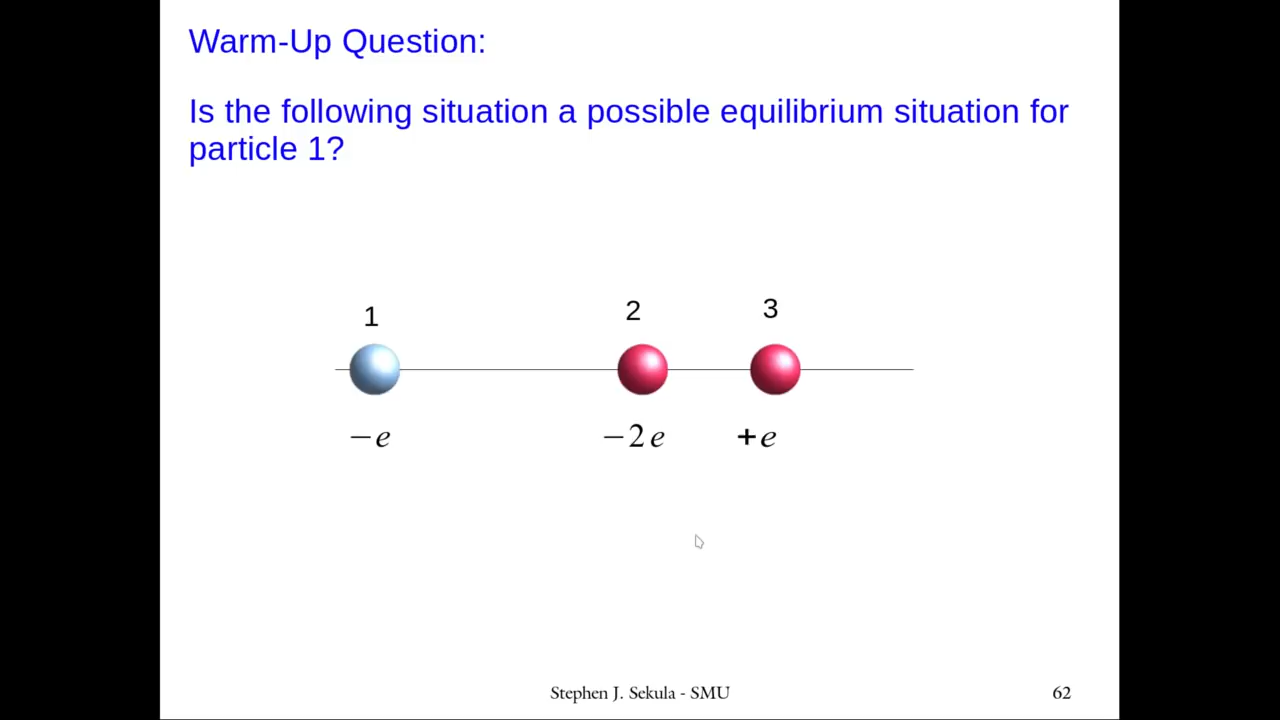 Warm-Up Question:
Is the following situation a possible equilibrium situation for
particle 1?
1 2 3
−e −2e +e
Stephen J. Sekula - SMU 62